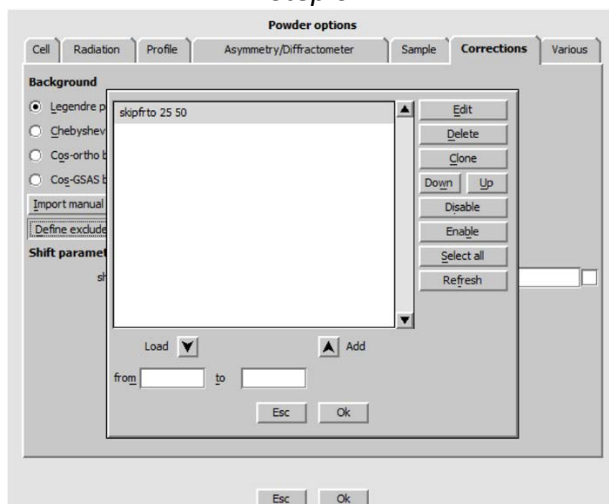 Powder options
Cell Radiation Profile Asymmetry/Diffractometer Sample Corrections Various
Background
Legendre p
Chebyshev
Cos-ortho b
Cos-GSAS b
Import manual
Define exclude
Shift paramet
sh
skipfrto 25 50
Edit
Delete
Clone
Down Up
Disable
Enable
Select all
Refresh
Load Add
from to
Esc Ok
Esc Ok